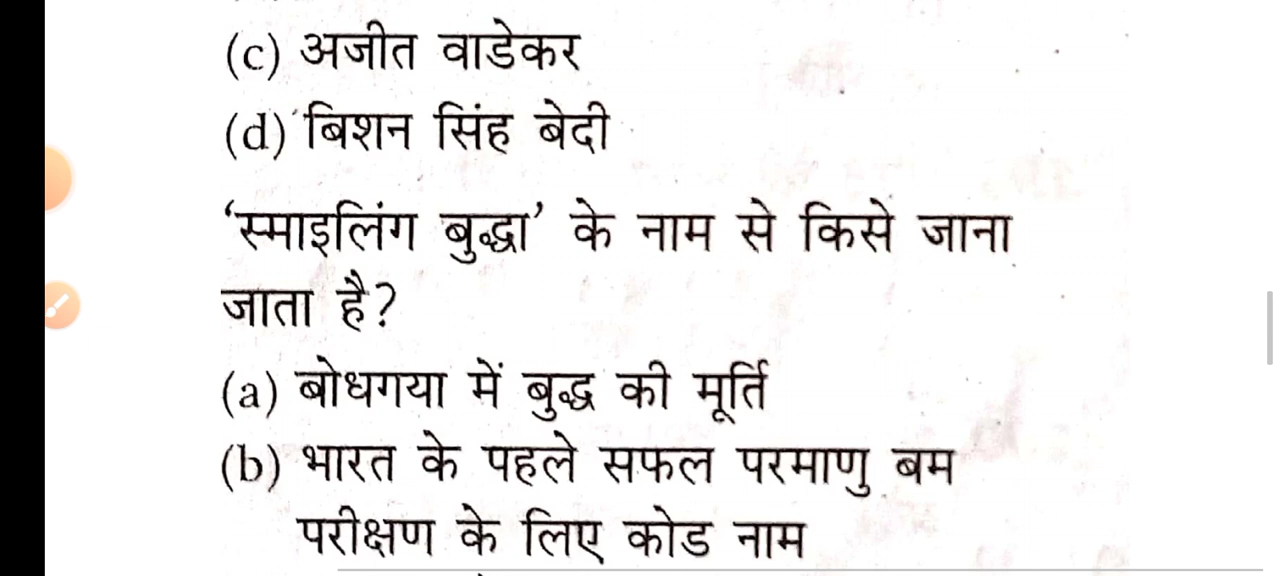 (c) अजीत वाडेकर
(d) बिशन सिंह बेदी
‘स्माइलिंग बुद्धा’ के नाम से किसे जाना
जाता है?
(a) बोधगया में बुद्ध की मूर्ति
(b) भारत के पहले सफल परमाणु बम
परीक्षण के लिए कोड नाम